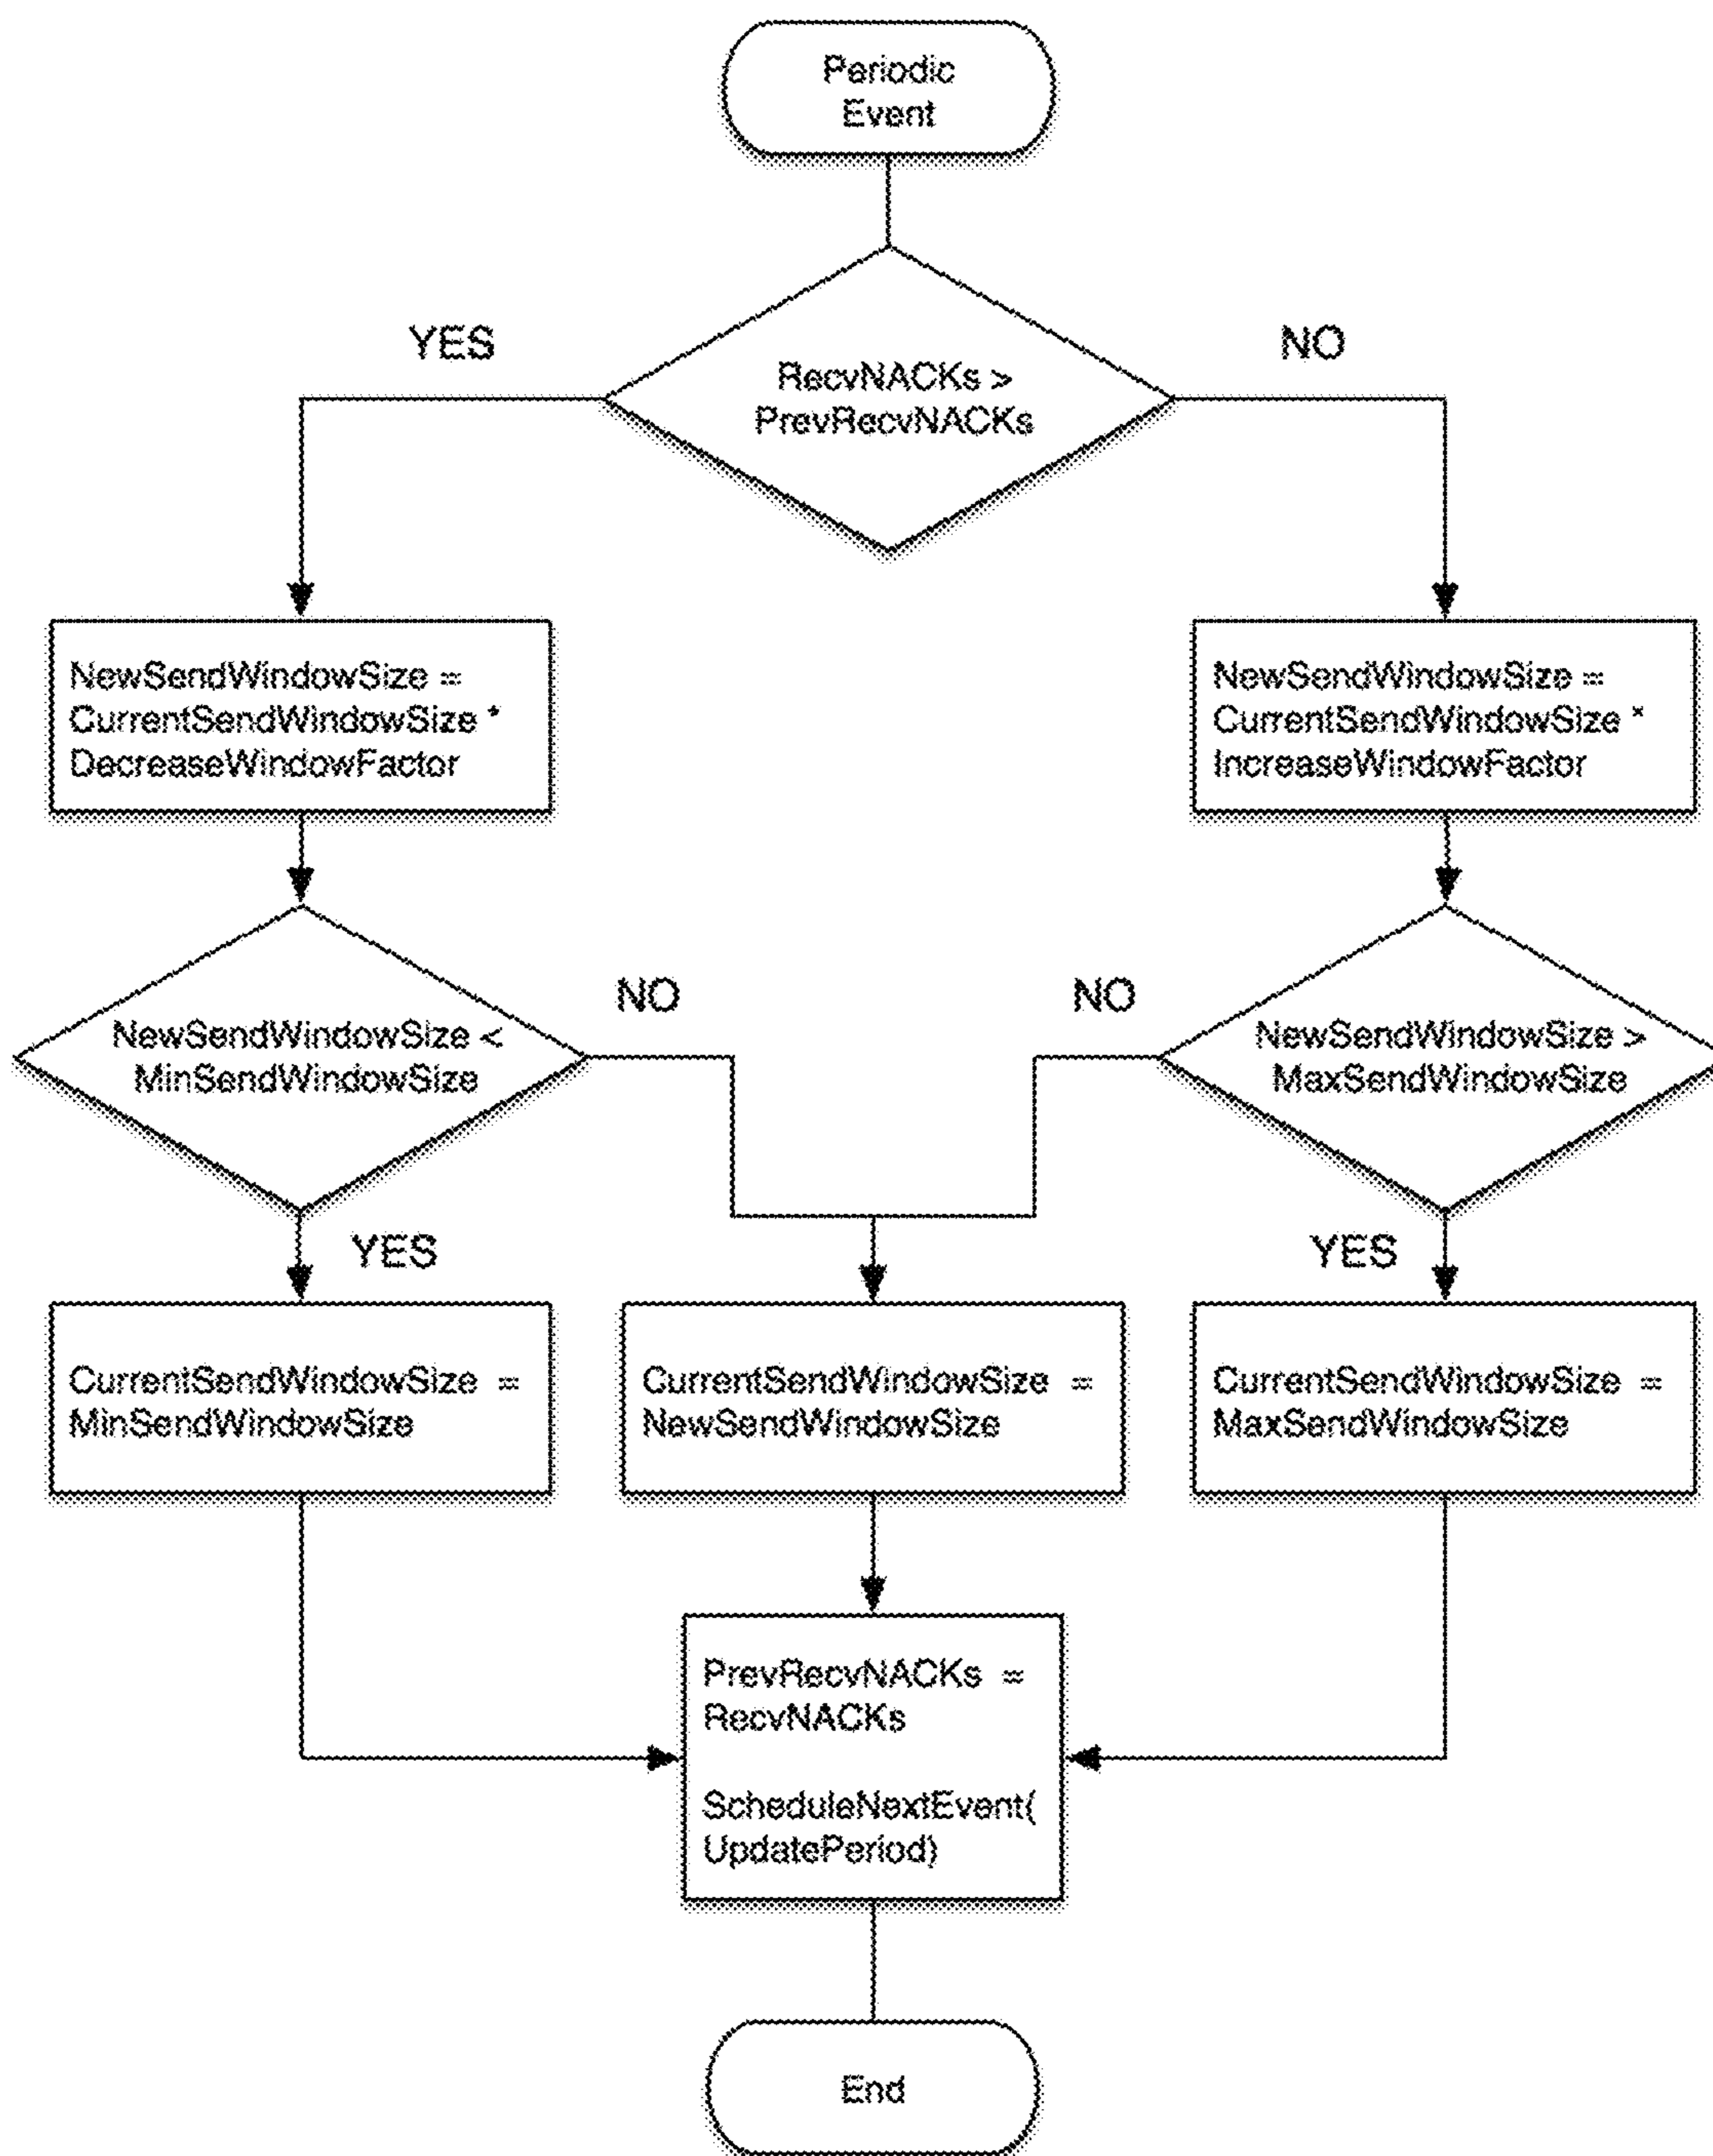 Periodic
Event
YES
NO
RecvNACKs >
PrevRecvNACKs
NewSendWindowSize =
CurrentSendWindowSize *
DecreaseWindowFactor
NewSendWindowSize =
CurrentSendWindowSize *
IncreaseWindowFactor
NO
NO
NewSendWindowSize <
MinSendWindowSize
NewSendWindowSize >
MaxSendWindowSize
YES
YES
CurrentSendWindowSize =
MinSendWindowSize
CurrentSendWindowSize =
NewSendWindowSize
CurrentSendWindowSize =
MaxSendWindowSize
PrevRecvNACKs =
RecvNACKs
ScheduleNextEvent(
UpdatePeriod)
End